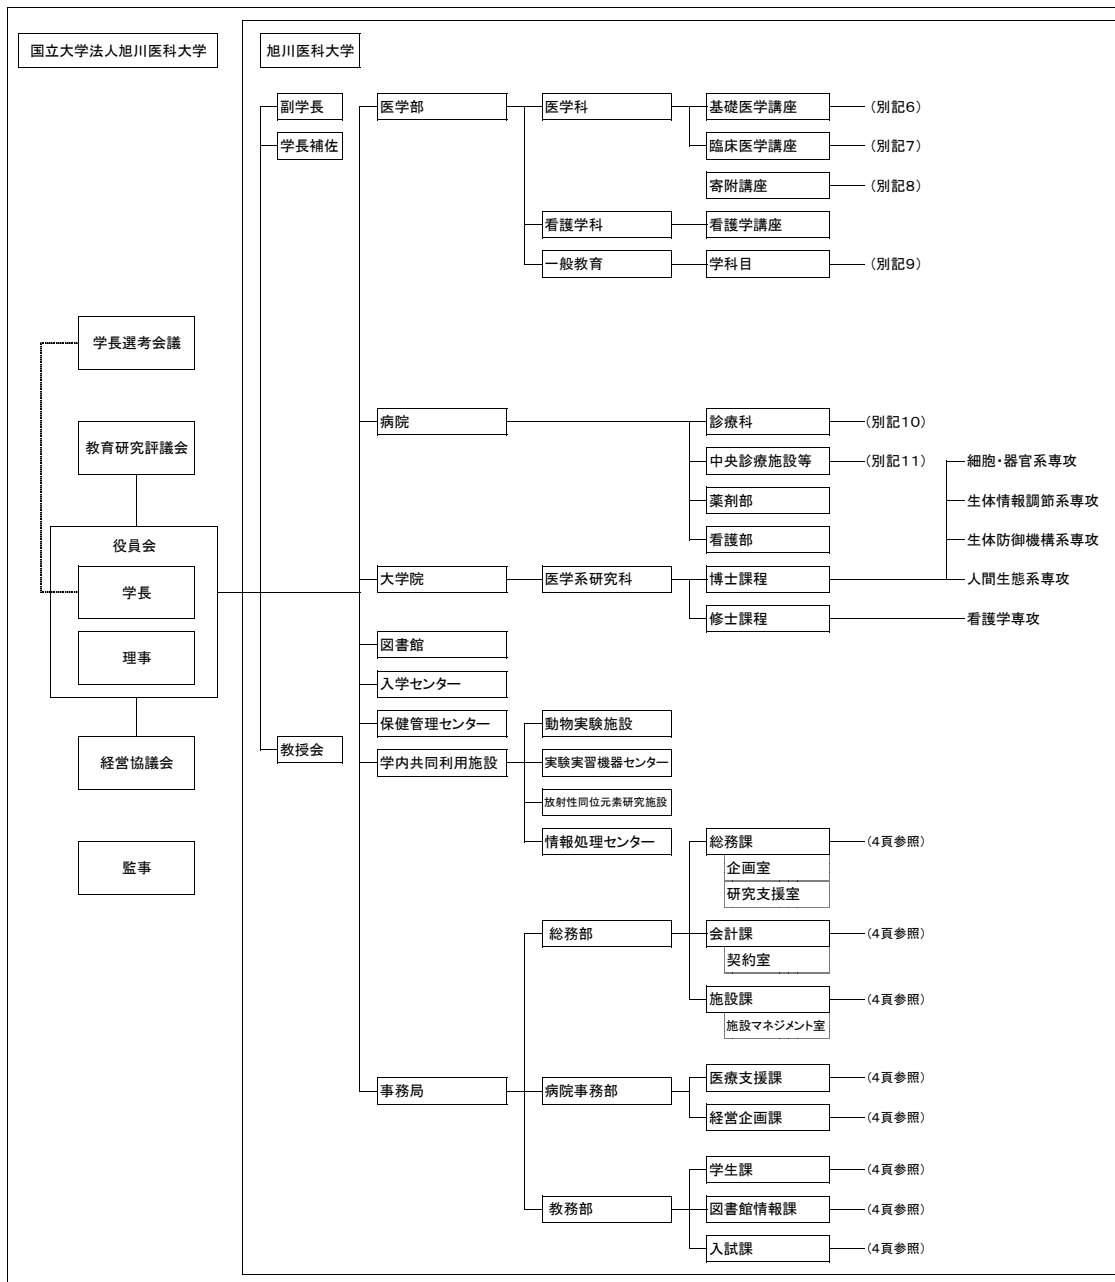 国立大学法人旭川医科大学
旭川医科大学
副学長
医学部
医学科
基礎医学講座
(別記6)
学長補佐
臨床医学講座
(別記7)
寄附講座
(別記8)
看護学科
看護学講座
一般教育
学科目
(別記9)
学長選考会議
病院
診療科
(別記10)
教育研究評議会
中央診療施設等
(別記11)
細胞・器官系専攻
薬剤部
生体情報調節系専攻
役員会
看護部
生体防御機構系専攻
学長
大学院
医学系研究科
博士課程
人間生態系専攻
修士課程
看護学専攻
理事
図書館
入学センター
保健管理センター
動物実験施設
経営協議会
教授会
学内共同利用施設
実験実習機器センター
放射性同位元素研究施設
情報処理センター
総務課
(4頁参照)
監事
企画室
研究支援室
総務部
会計課
(4頁参照)
契約室
施設課
(4頁参照)
施設マネジメント室
事務局
病院事務部
医療支援課
(4頁参照)
経営企画課
(4頁参照)
学生課
(4頁参照)
教務部
図書館情報課
(4頁参照)
入試課
(4頁参照)